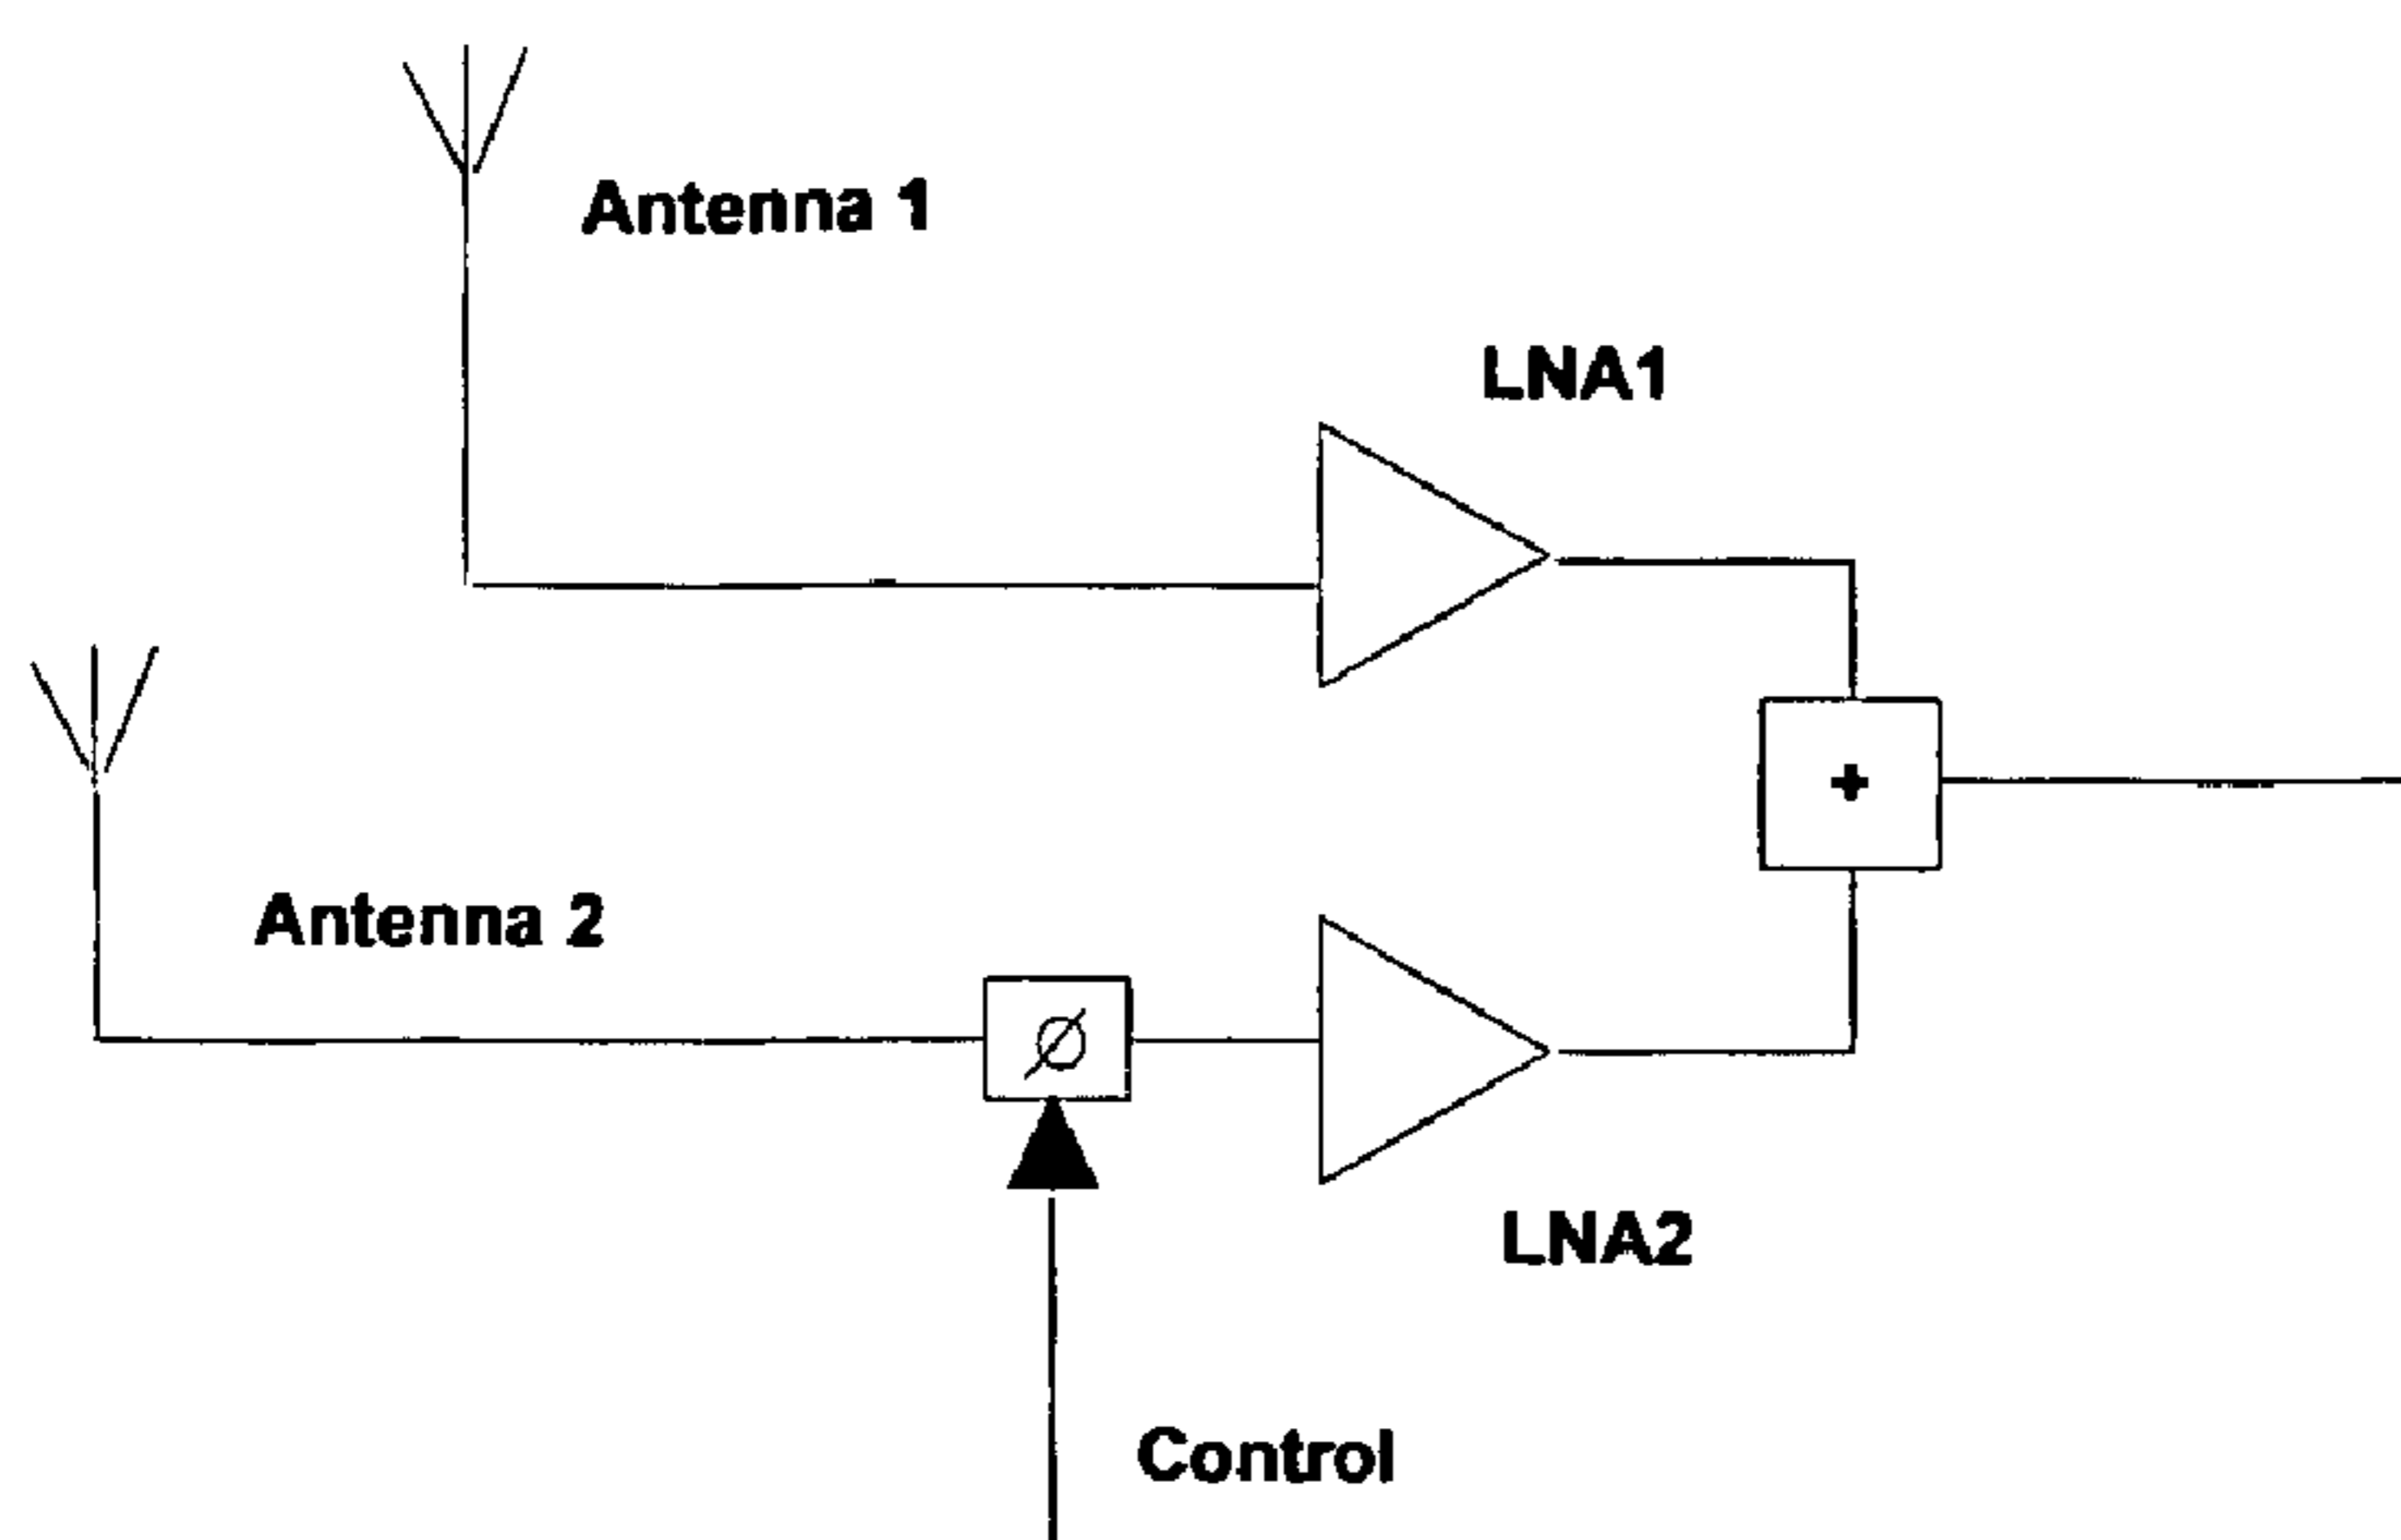 Antenna 1
LNA1
+
Antenna 2
Ø
LNA2
Control